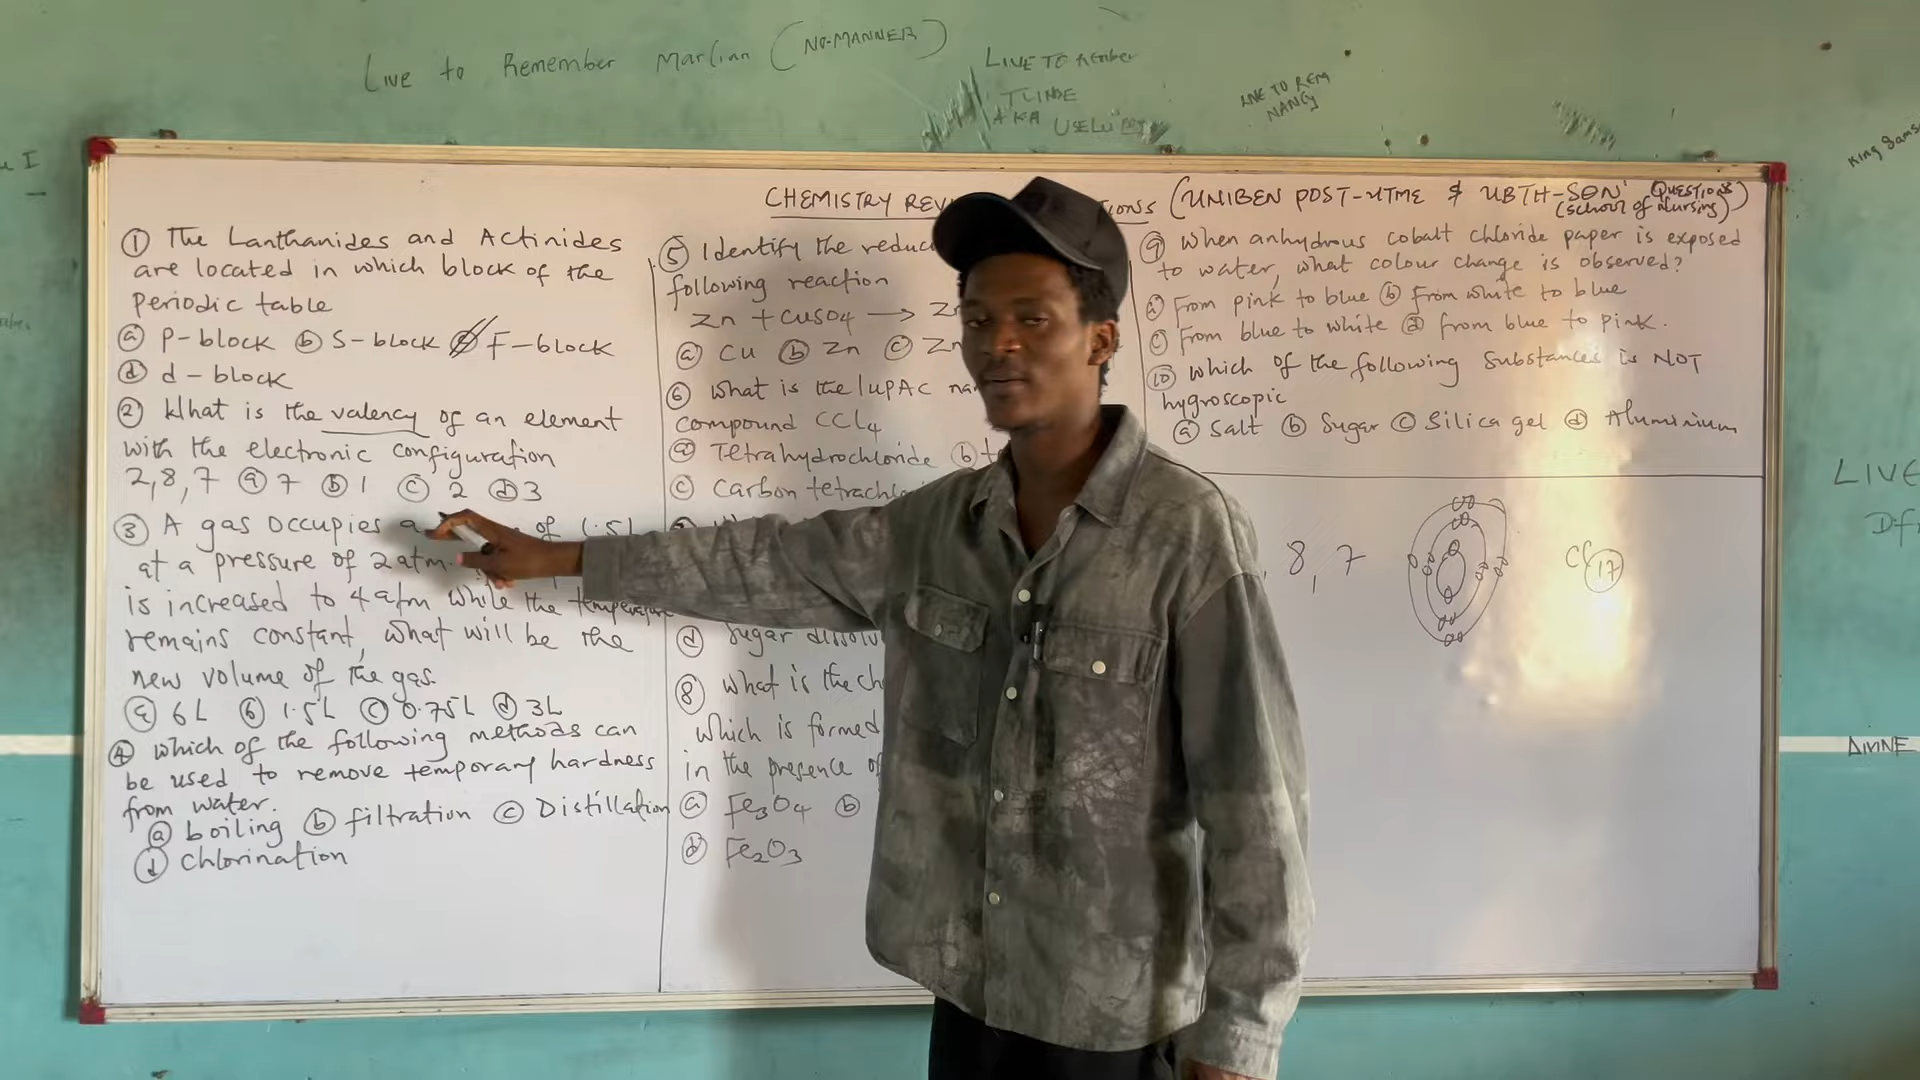 Live to Remember Marlian (NO-MANNER)
LIVE TO Remember
TLINDE
AKA USELU
LIVE TO REM
NANCY
King Sams
CHEMISTRY REV IONS (UNIBEN POST-UTME & UBTH-SON QUESTIONS)
(School of Nursing)
① The Lanthanides and Actinides
are located in which block of the
Periodic table
ⓐ P-block ⓑ S-block ⓒ F-block
ⓓ d-block
② What is the valency of an element
with the electronic configuration
2,8,7 ⓐ 7 ⓑ 1 ⓒ 2 ⓓ 3
③ A gas occupies a of 1.5L
at a pressure of 2atm.
is increased to 4atm while the temperature
remains constant, what will be the
new volume of the gas.
ⓐ 6L ⓑ 1.5L ⓒ 0.75L ⓓ 3L
④ which of the following methods can
be used to remove temporary hardness
from water.
ⓐ boiling ⓑ filtration ⓒ Distillation
ⓓ chlorination
⑤ Identify the reduc
following reaction
Zn + CuSO4 → Zn
ⓐ Cu ⓑ Zn ⓒ Zn
⑥ What is the IUPAC na
compound CCl4
ⓐ Tetrahydrochloride ⓑ te
ⓒ Carbon tetrachl
ⓓ Sugar dissolv
⑧ What is the ch
which is formed
in the presence of
ⓐ Fe3O4 ⓑ
ⓓ Fe2O3
⑨ When anhydrous cobalt chloride paper is exposed
to water, what colour change is observed?
ⓐ From pink to blue ⓑ from white to blue
ⓒ From blue to white ⓓ from blue to pink.
⑩ Which of the following substances is NOT
hygroscopic
ⓐ Salt ⓑ Sugar ⓒ Silica gel ⓓ Aluminium
8,7
Cl 17
LIVE
DIVINE